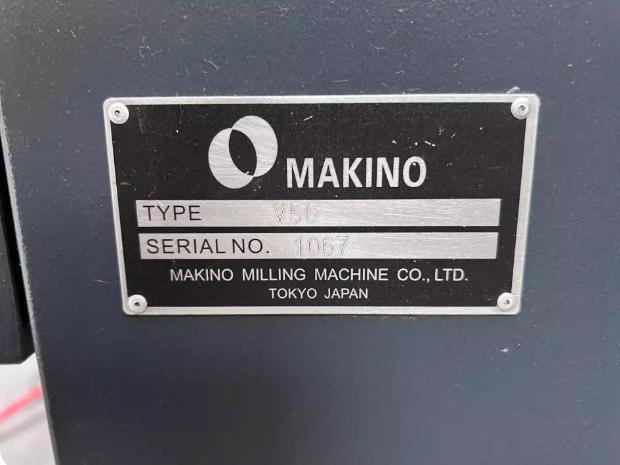 MAKINO
TYPE V56
SERIAL NO. 1067
MAKINO MILLING MACHINE CO., LTD.
TOKYO JAPAN